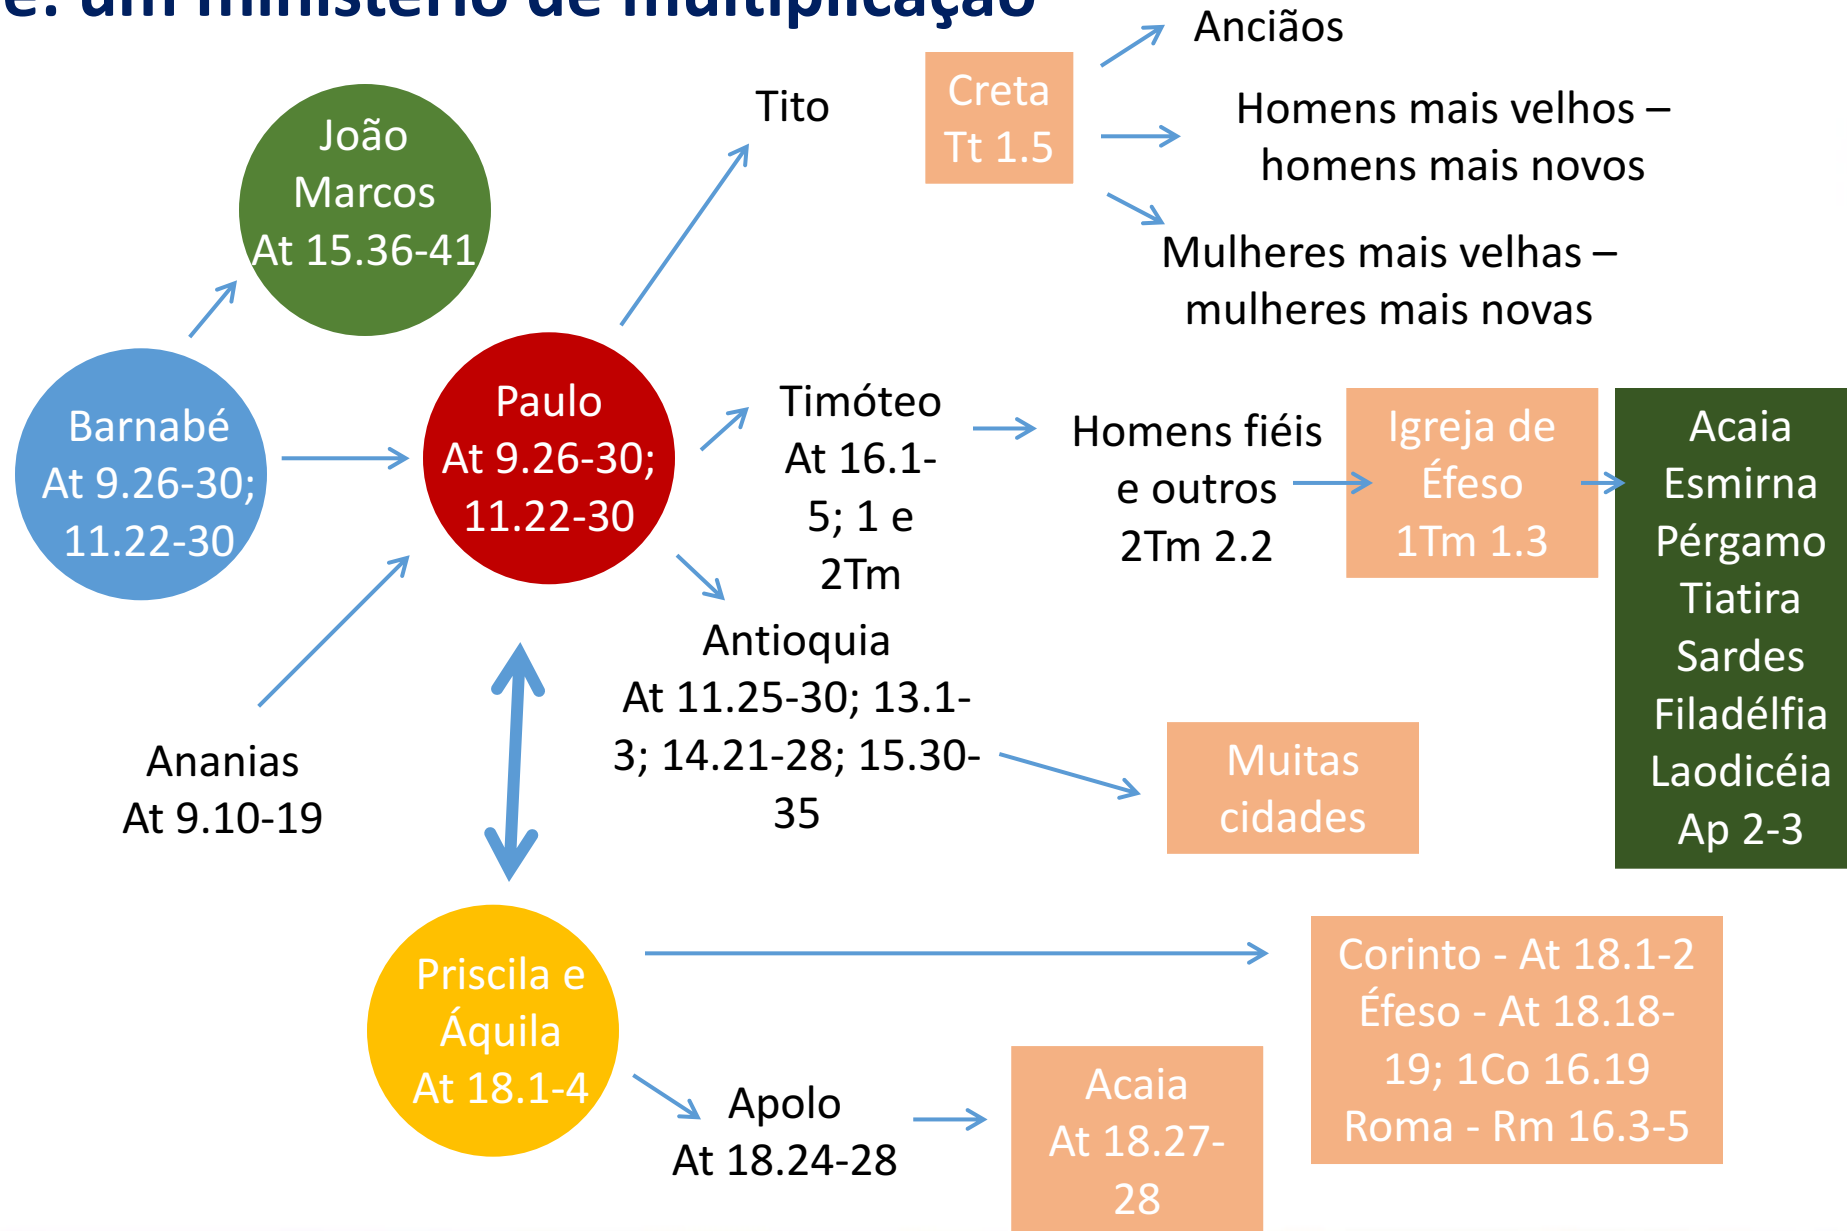 e: um ministério de multiplicação
Anciãos
Creta
Tt 1.5
Tito
Homens mais velhos –
homens mais novos
João
Marcos
At 15.36-41
Mulheres mais velhas –
mulheres mais novas
Barnabé
At 9.26-30;
11.22-30
Paulo
At 9.26-30;
11.22-30
Timóteo
At 16.1-
5; 1 e
2Tm
Homens fiéis
e outros
2Tm 2.2
Igreja de
Éfeso
1Tm 1.3
Acaia
Esmirna
Pérgamo
Tiatira
Sardes
Filadélfia
Laodicéia
Ap 2-3
Antioquia
At 11.25-30; 13.1-
3; 14.21-28; 15.30-
35
Ananias
At 9.10-19
Muitas
cidades
Priscila e
Áquila
At 18.1-4
Corinto - At 18.1-2
Éfeso - At 18.18-
19; 1Co 16.19
Roma - Rm 16.3-5
Apolo
At 18.24-28
Acaia
At 18.27-
28